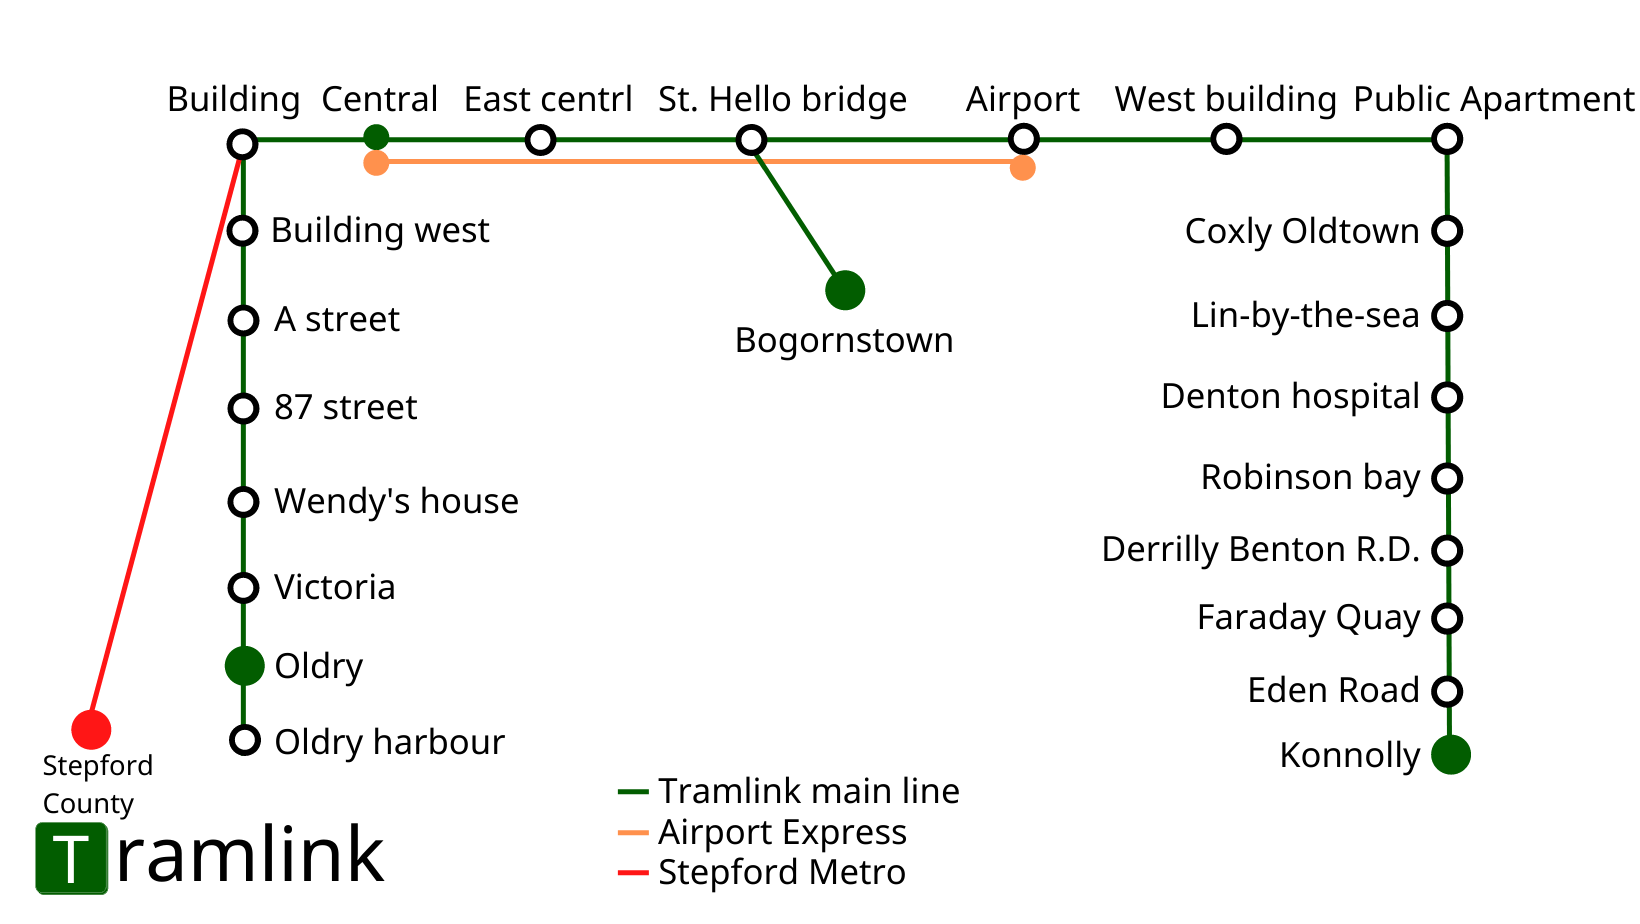 Building Central East centrl St. Hello bridge Airport West building Public Apartment
Building west
A street
87 street
Wendy's house
Victoria
Oldry
Oldry harbour
Bogornstown
Coxly Oldtown
Lin-by-the-sea
Denton hospital
Robinson bay
Derrilly Benton R.D.
Faraday Quay
Eden Road
Konnolly
Stepford
County
Tramlink
Tramlink main line
Airport Express
Stepford Metro